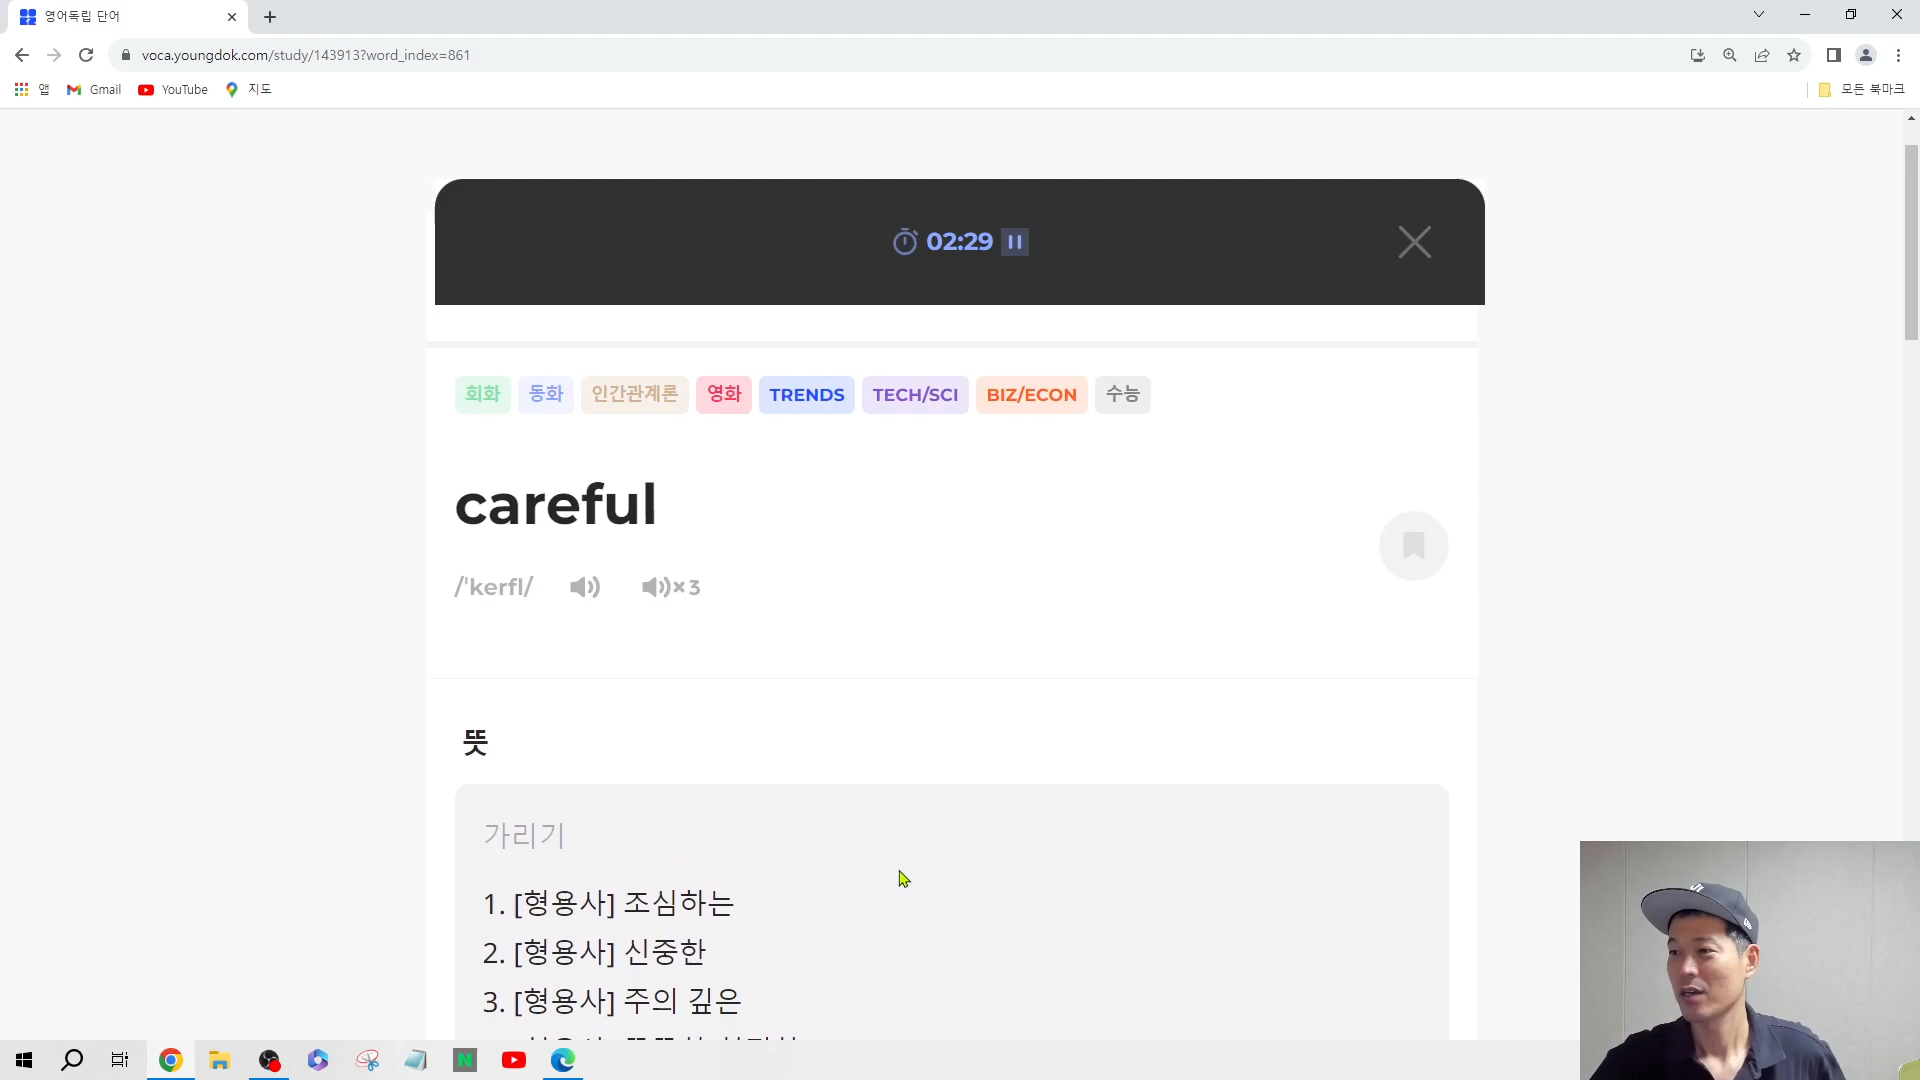 영어독립 단어
voca.youngdok.com/study/143913?word_index=861
앱 Gmail YouTube 지도 모든 북마크
02:29
회화 동화 인간관계론 영화 TRENDS TECH/SCI BIZ/ECON 수능
careful
/ˈkerfl/ ×3
뜻
가리기
1. [형용사] 조심하는
2. [형용사] 신중한
3. [형용사] 주의 깊은